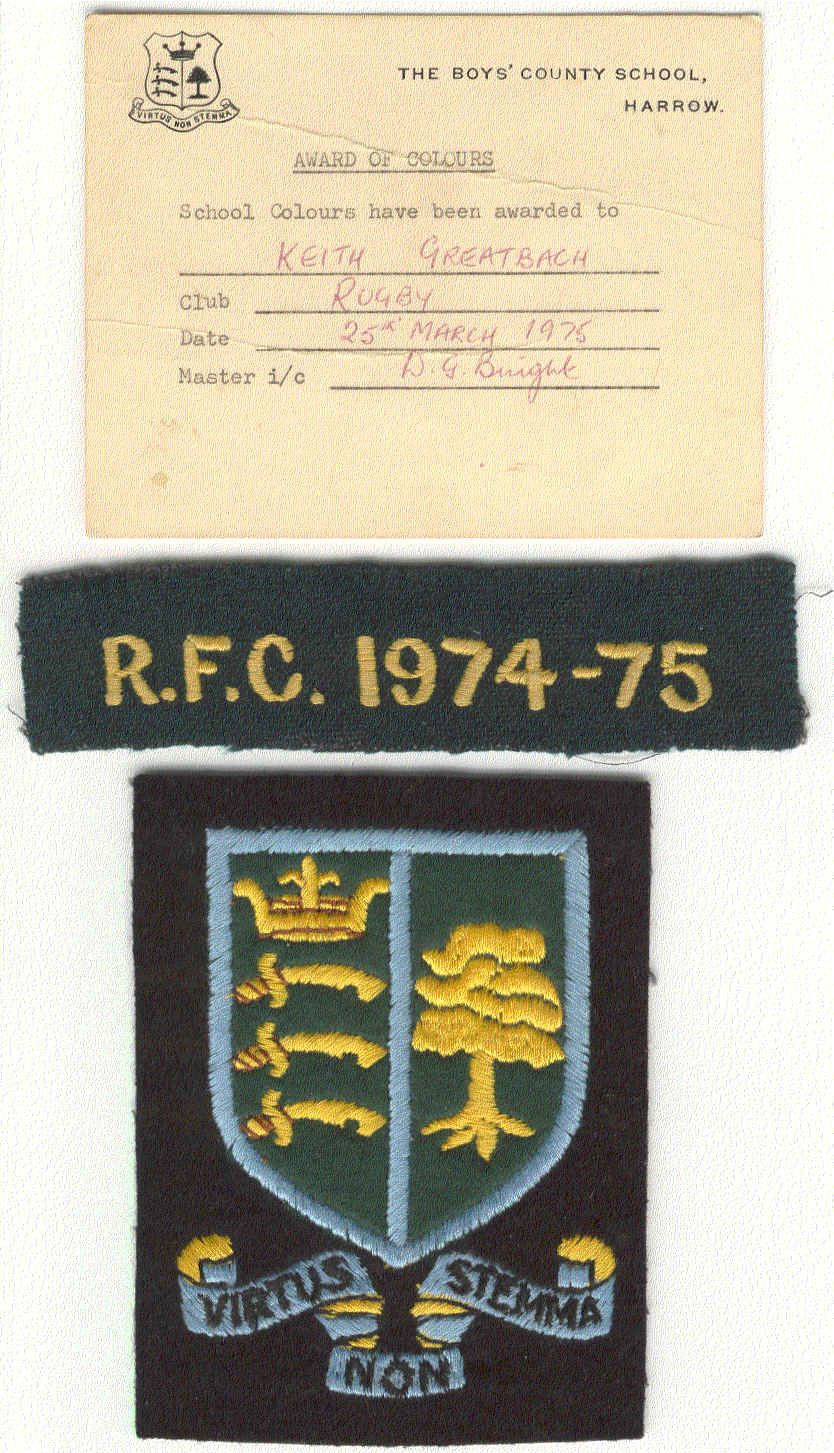 THE BOYS' COUNTY SCHOOL,
HARROW.
VIRTUS NON STEMMA
AWARD OF COLOURS
School Colours have been awarded to
KEITH GREATBACH
Club RUGBY
Date 25th MARCH 1975
Master i/c D. G. Bright
R.F.C. 1974-75
VIRTUS STEMMA
NON